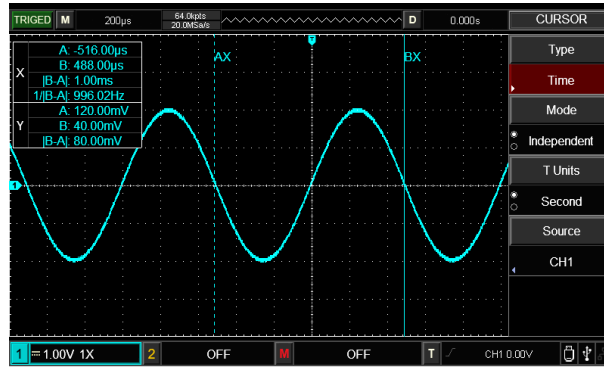 TRIGED M 200μs 64.0kpts D 0.000s CURSOR
20.0MSa/s
T
X
A: -516.00μs
B: 488.00μs
|B-A|: 1.00ms
1/|B-A|: 996.02Hz
Y
A: 120.00mV
B: 40.00mV
|B-A|: 80.00mV
AX
BX
1
Type
Time
Mode
Independent
T Units
Second
Source
CH1
1 1.00V 1X 2 OFF M OFF T CH1 0.00V